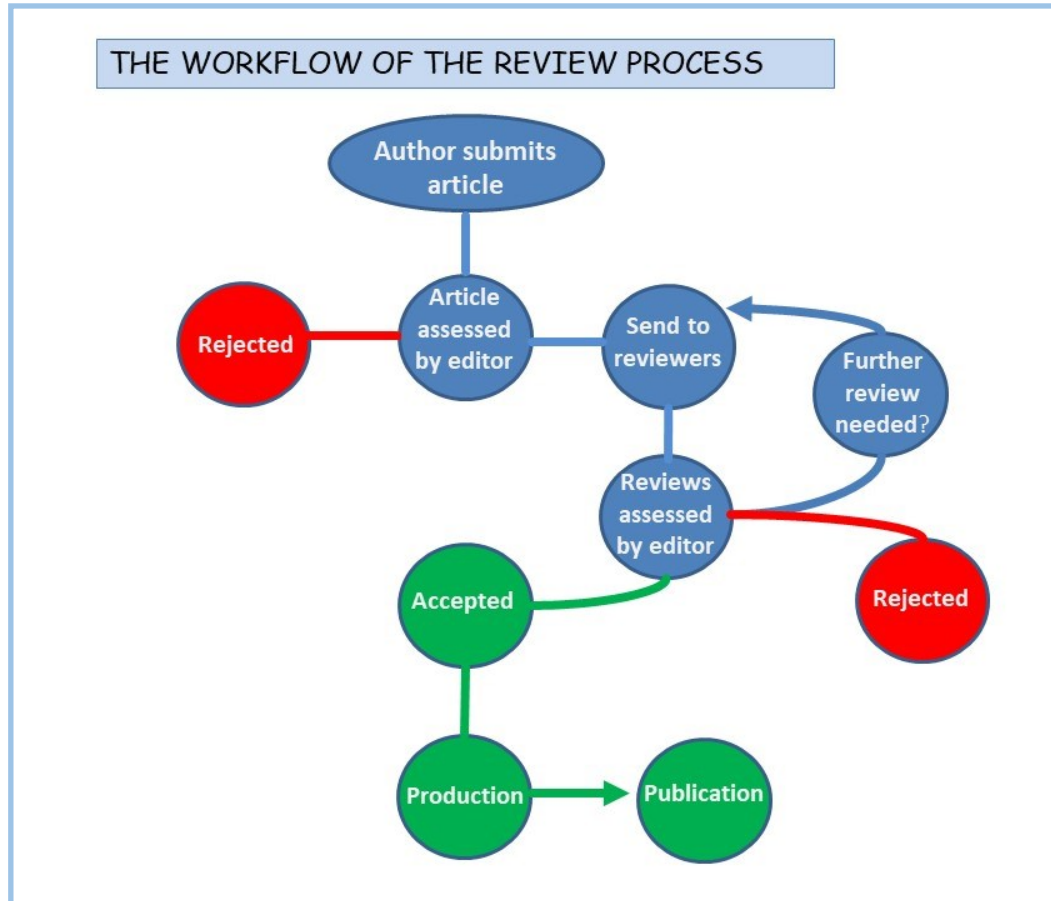 THE WORKFLOW OF THE REVIEW PROCESS
Author submits
article
Rejected
Article
assessed
by editor
Send to
reviewers
Further
review
needed?
Reviews
assessed
by editor
Accepted
Rejected
Production
Publication